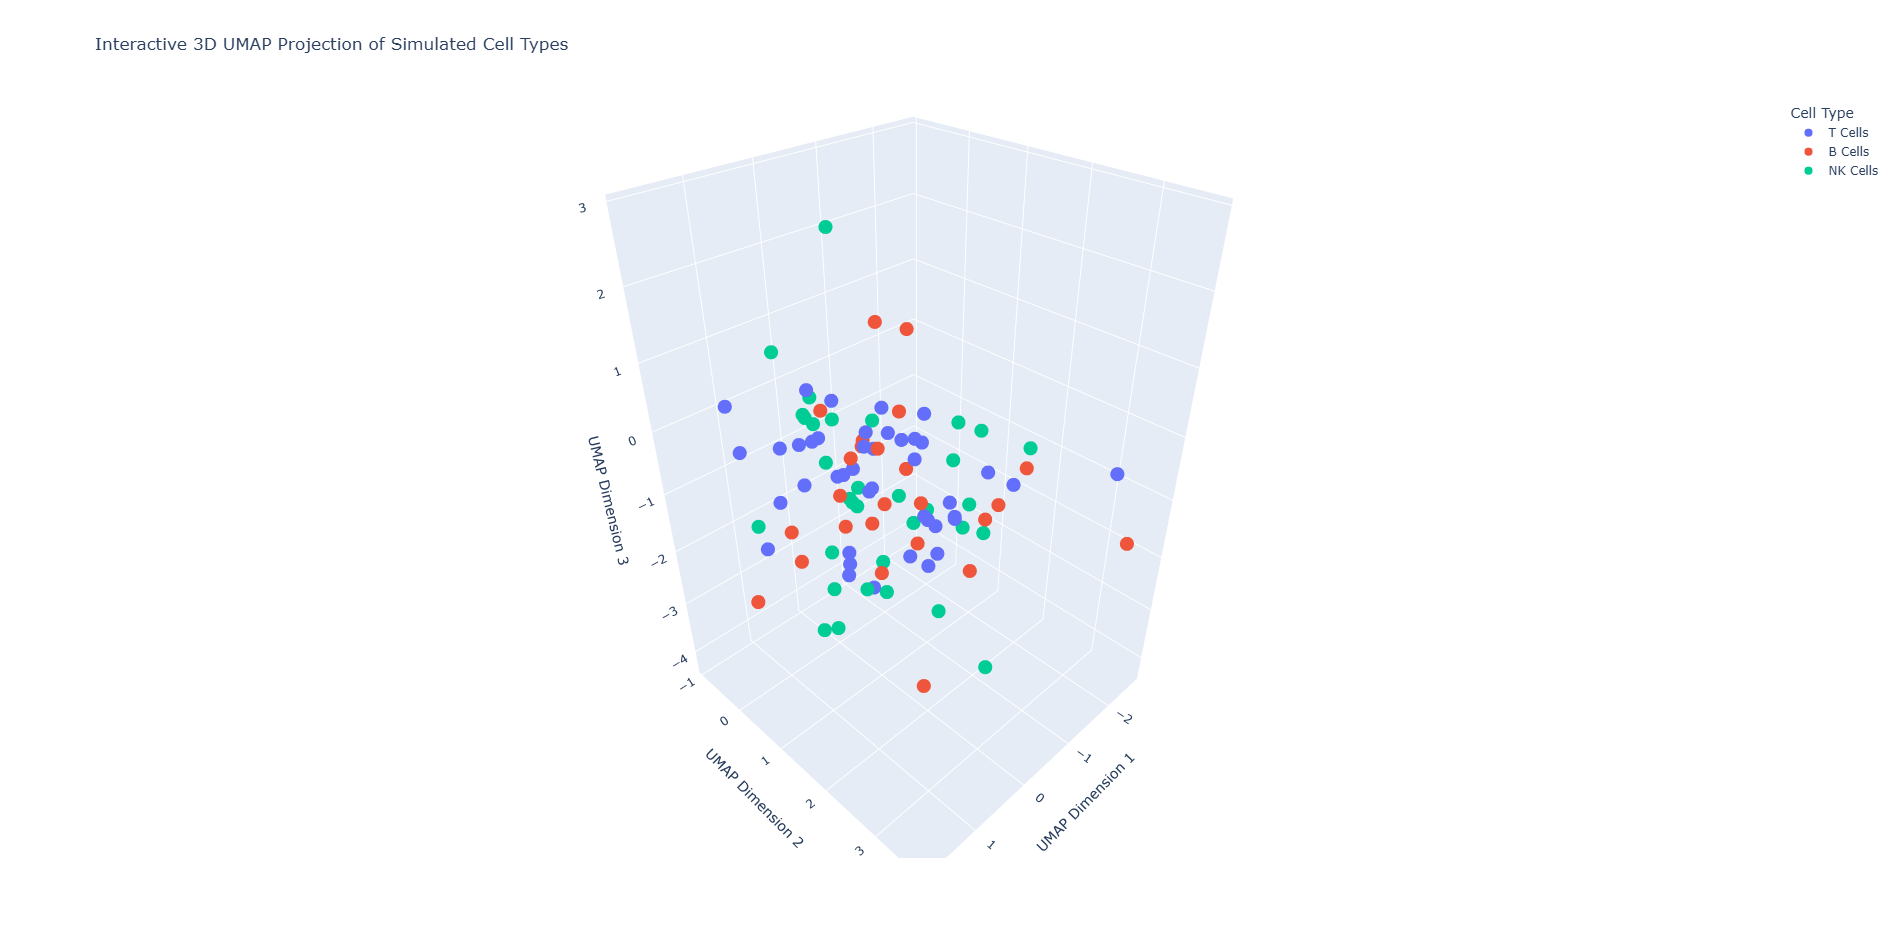 Interactive 3D UMAP Projection of Simulated Cell Types
Cell Type
T Cells
B Cells
NK Cells
3
2
1
0
−1
−2
−3
−4
UMAP Dimension 3
−1
0
1
2
3
UMAP Dimension 2
−2
−1
0
1
UMAP Dimension 1